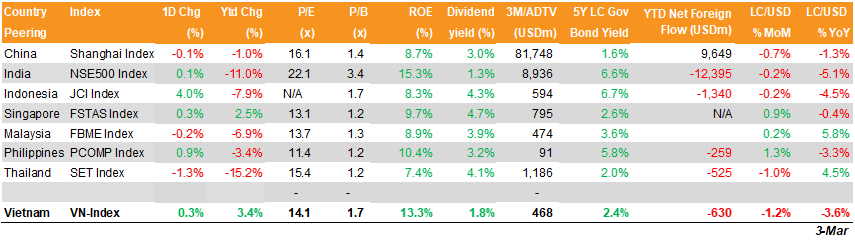 Country Peering Index 1D Chg (%) Ytd Chg (%) P/E (x) P/B (x) ROE (%) Dividend yield (%) 3M/ADTV (USDm) 5Y LC Gov Bond Yield YTD Net Foreign Flow (USDm) LC/USD % MoM LC/USD % YoY
China Shanghai Index -0.1% -1.0% 16.1 1.4 8.7% 3.0% 81,748 1.6% 9,649 -0.7% -1.3%
India NSE500 Index 0.1% -11.0% 22.1 3.4 15.3% 1.3% 8,936 6.6% -12,395 -0.2% -5.1%
Indonesia JCI Index 4.0% -7.9% N/A 1.7 8.3% 4.3% 594 6.7% -1,340 -0.2% -4.5%
Singapore FSTAS Index 0.3% 2.5% 13.1 1.2 9.7% 4.7% 795 2.6% N/A 0.9% -0.4%
Malaysia FBME Index -0.2% -6.9% 13.7 1.3 8.9% 3.9% 474 3.6% 0.2% 5.8%
Philippines PCOMP Index 0.9% -3.4% 11.4 1.2 10.4% 3.2% 91 5.8% -259 1.3% -3.3%
Thailand SET Index -1.3% -15.2% 15.4 1.2 7.4% 4.1% 1,186 2.0% -525 -1.0% 4.5%
- -
Vietnam VN-Index 0.3% 3.4% 14.1 1.7 13.3% 1.8% 468 2.4% -630 -1.2% -3.6%
3-Mar